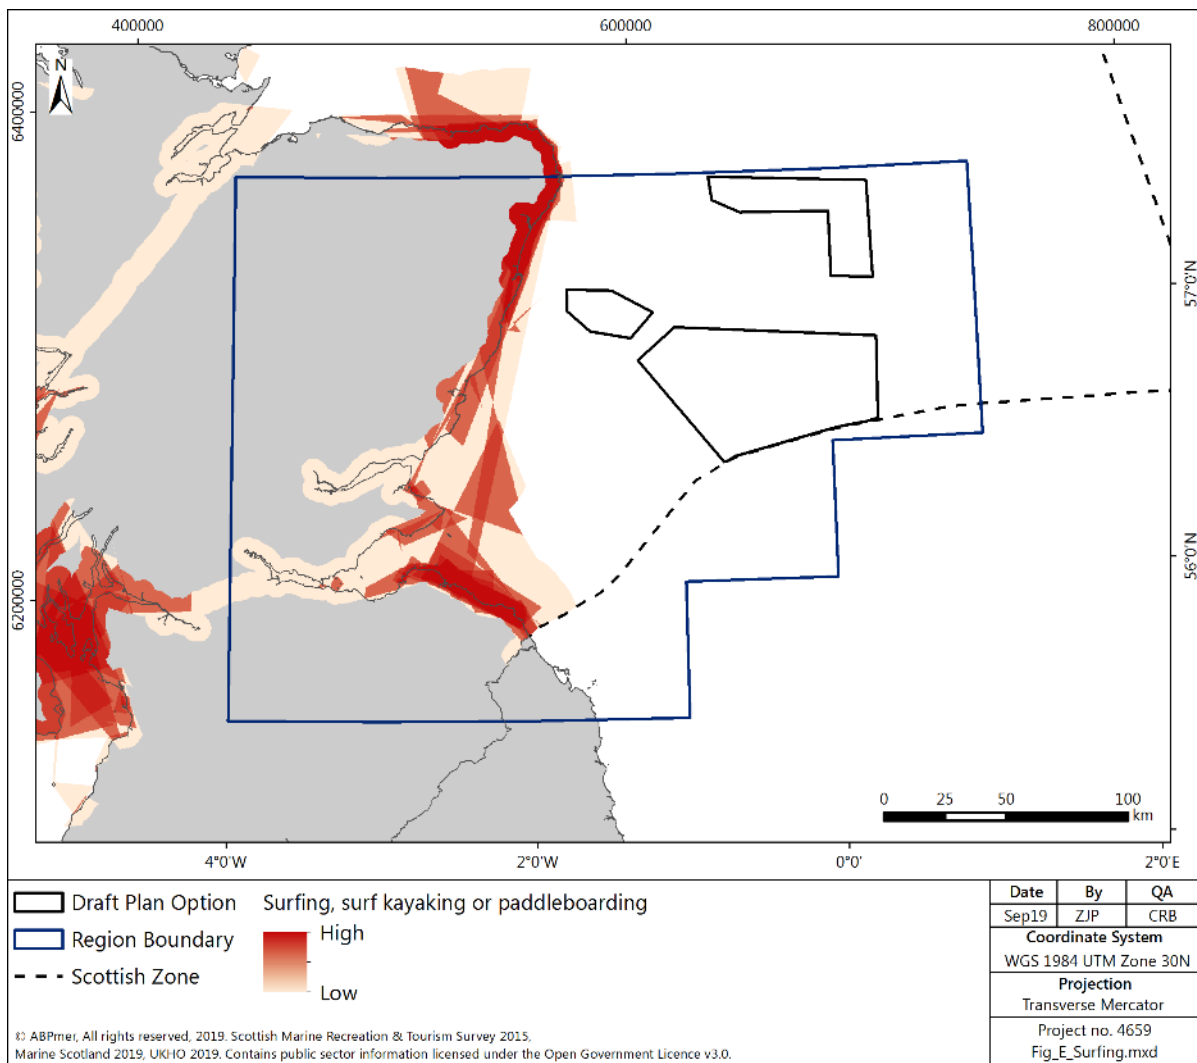 400000 600000 800000
N
6400000
6200000
57°0'N
56°0'N
0 25 50 100
km
4°0'W 2°0'W 0°0' 2°0'E
Draft Plan Option
Region Boundary
Scottish Zone
Surfing, surf kayaking or paddleboarding
High
Low
Date By QA
Sep19 ZJP CRB
Coordinate System
WGS 1984 UTM Zone 30N
Projection
Transverse Mercator
Project no. 4659
Fig_E_Surfing.mxd
© ABPmer, All rights reserved, 2019. Scottish Marine Recreation & Tourism Survey 2015,
Marine Scotland 2019, UKHO 2019. Contains public sector information licensed under the Open Government Licence v3.0.